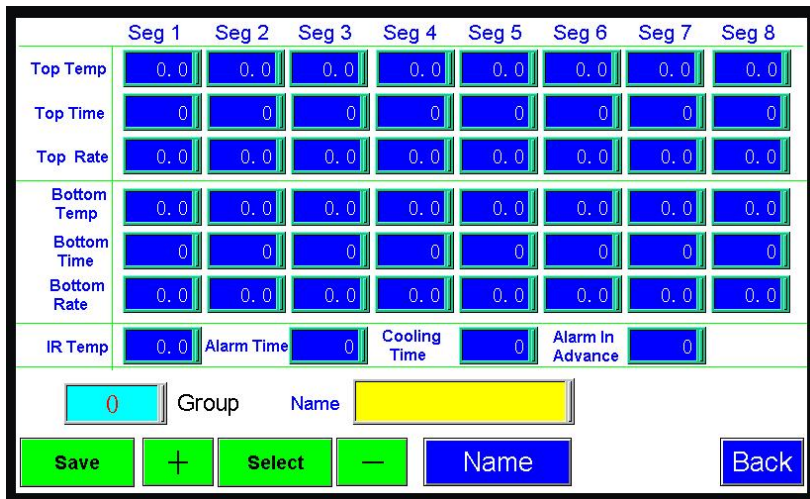 Seg 1 Seg 2 Seg 3 Seg 4 Seg 5 Seg 6 Seg 7 Seg 8
Top Temp 0.0 0.0 0.0 0.0 0.0 0.0 0.0 0.0
Top Time 0 0 0 0 0 0 0 0
Top Rate 0.0 0.0 0.0 0.0 0.0 0.0 0.0 0.0
Bottom
Temp 0.0 0.0 0.0 0.0 0.0 0.0 0.0 0.0
Bottom
Time 0 0 0 0 0 0 0 0
Bottom
Rate 0.0 0.0 0.0 0.0 0.0 0.0 0.0 0.0
IR Temp 0.0 Alarm Time 0 Cooling Time 0 Alarm In Advance 0
0 Group Name
Save + Select — Name Back